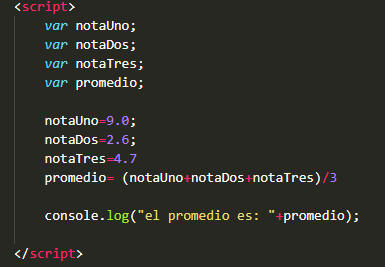 <script>
var notaUno;
var notaDos;
var notaTres;
var promedio;
notaUno=9.0;
notaDos=2.6;
notaTres=4.7
promedio= (notaUno+notaDos+notaTres)/3
console.log("el promedio es: "+promedio);
</script>